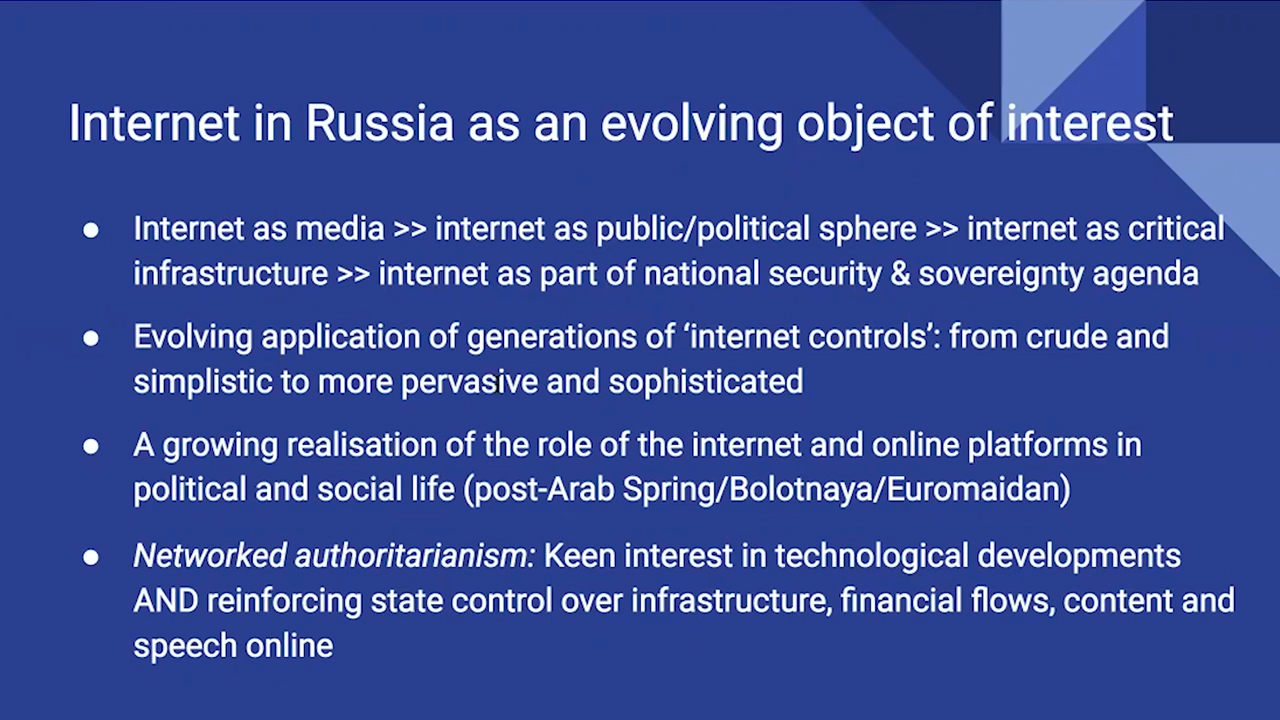 Internet in Russia as an evolving object of interest
● Internet as media >> internet as public/political sphere >> internet as critical
infrastructure >> internet as part of national security & sovereignty agenda
● Evolving application of generations of ‘internet controls’: from crude and
simplistic to more pervasive and sophisticated
● A growing realisation of the role of the internet and online platforms in
political and social life (post-Arab Spring/Bolotnaya/Euromaidan)
● Networked authoritarianism: Keen interest in technological developments
AND reinforcing state control over infrastructure, financial flows, content and
speech online